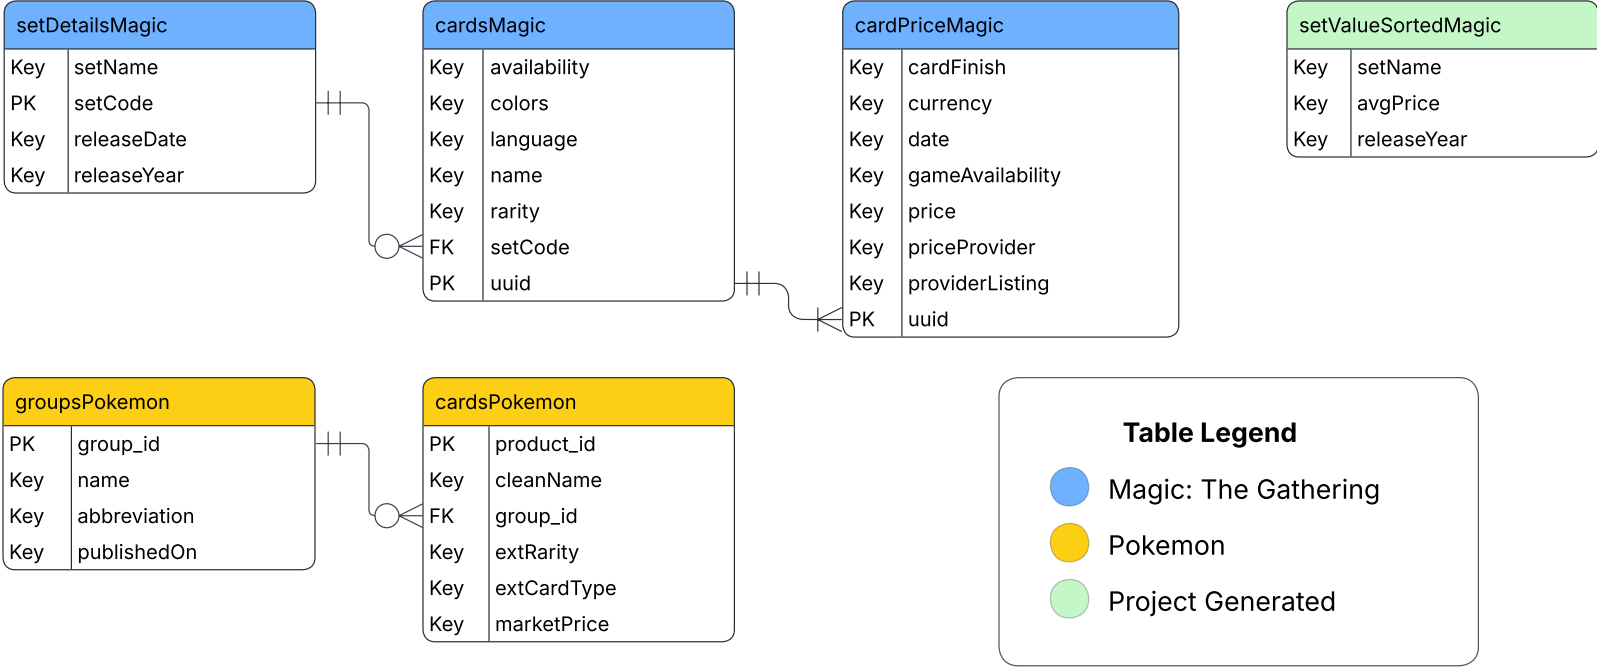 setDetailsMagic
Key setName
PK setCode
Key releaseDate
Key releaseYear
cardsMagic
Key availability
Key colors
Key language
Key name
Key rarity
FK setCode
PK uuid
cardPriceMagic
Key cardFinish
Key currency
Key date
Key gameAvailability
Key price
Key priceProvider
Key providerListing
PK uuid
setValueSortedMagic
Key setName
Key avgPrice
Key releaseYear
groupsPokemon
PK group_id
Key name
Key abbreviation
Key publishedOn
cardsPokemon
PK product_id
Key cleanName
FK group_id
Key extRarity
Key extCardType
Key marketPrice
Table Legend
Magic: The Gathering
Pokemon
Project Generated